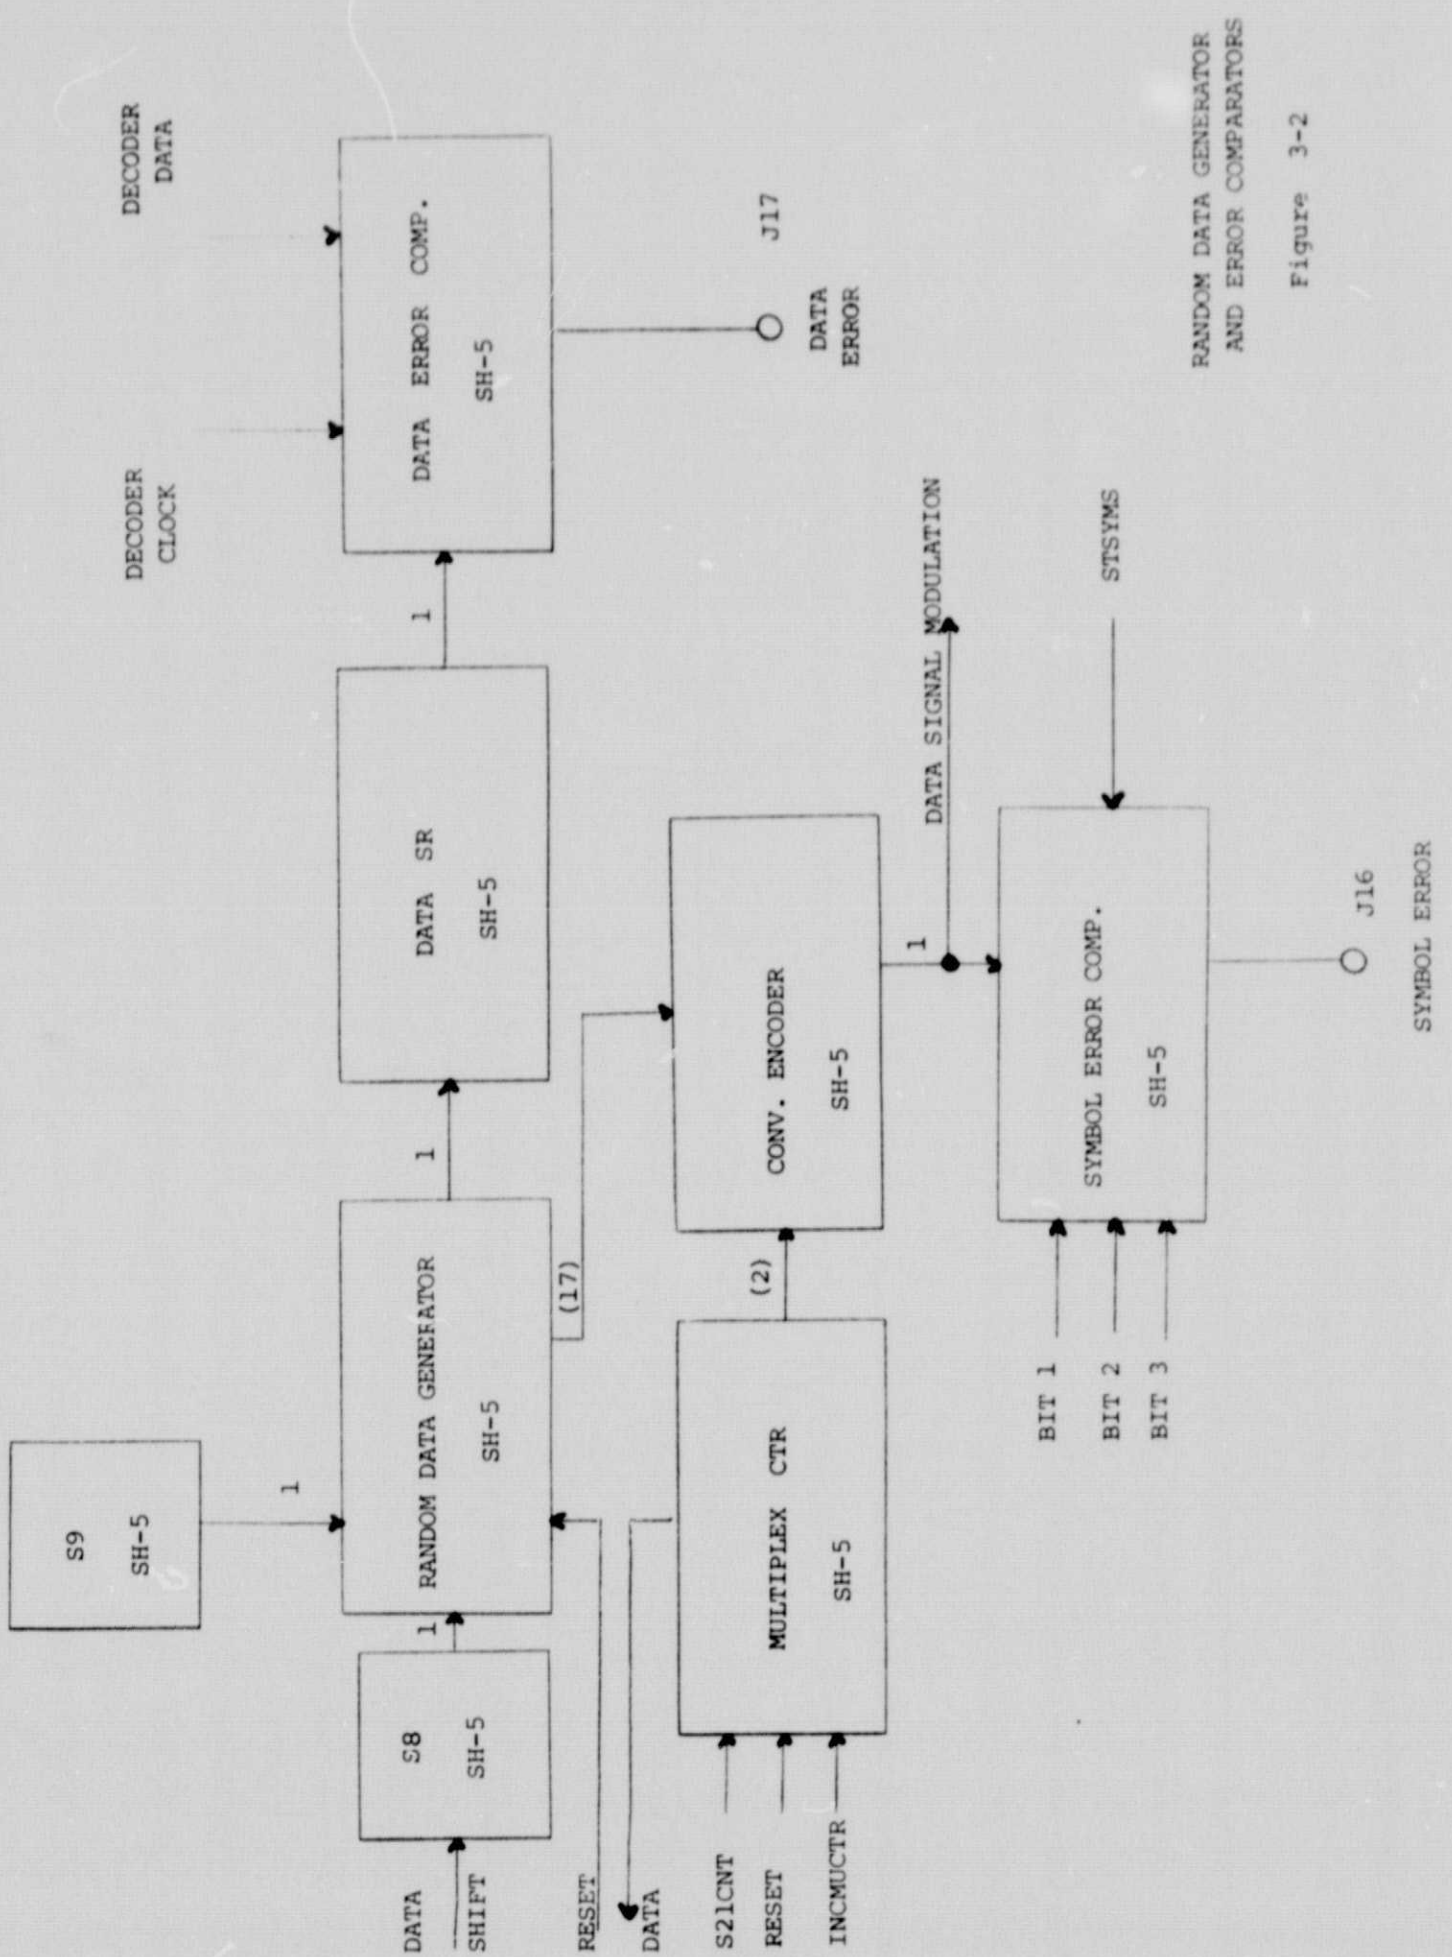 DECODER
CLOCK
DECODER
DATA
S9
SH-5
1
DATA
SHIFT
S8
SH-5
1
RANDOM DATA GENERATOR
SH-5
1
DATA SR
SH-5
1
DATA ERROR COMP.
SH-5
J17
DATA
ERROR
RESET
DATA
(17)
S21CNT
RESET
INCMUCTR
MULTIPLEX CTR
SH-5
(2)
CONV. ENCODER
SH-5
1
DATA SIGNAL MODULATION
BIT 1
BIT 2
BIT 3
SYMBOL ERROR COMP.
SH-5
STSYMS
J16
SYMBOL ERROR
RANDOM DATA GENERATOR
AND ERROR COMPARATORS
Figure 3-2